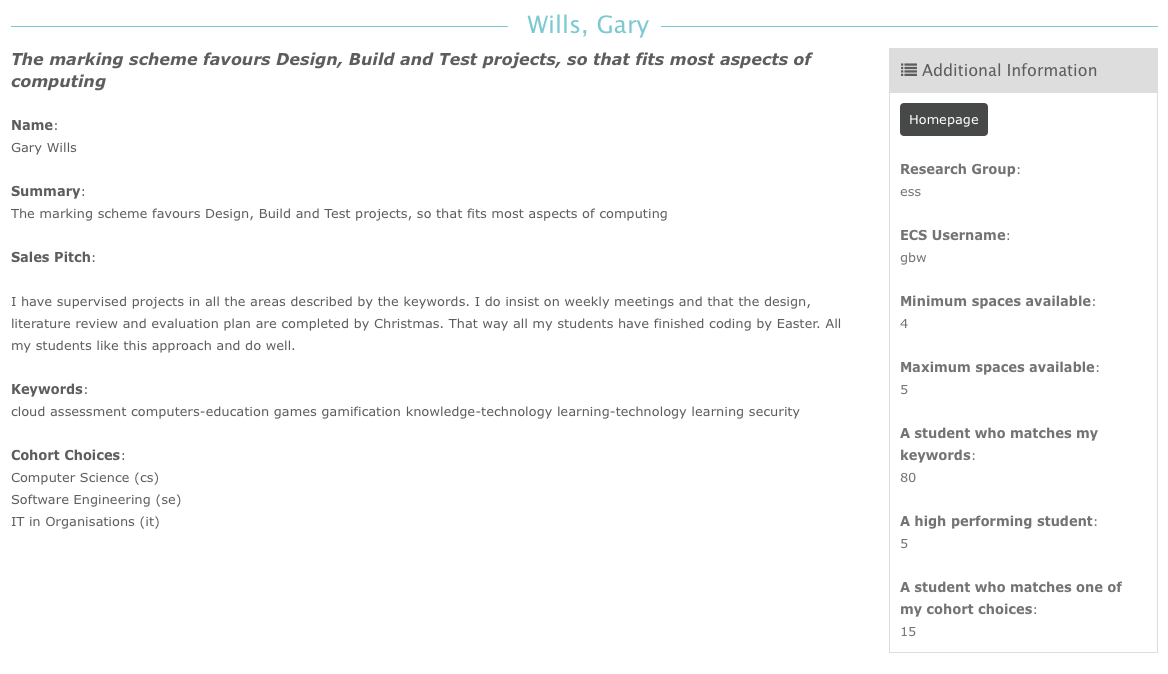 Wills, Gary
The marking scheme favours Design, Build and Test projects, so that fits most aspects of
computing
Name:
Gary Wills
Summary:
The marking scheme favours Design, Build and Test projects, so that fits most aspects of computing
Sales Pitch:
I have supervised projects in all the areas described by the keywords. I do insist on weekly meetings and that the design,
literature review and evaluation plan are completed by Christmas. That way all my students have finished coding by Easter. All
my students like this approach and do well.
Keywords:
cloud assessment computers-education games gamification knowledge-technology learning-technology learning security
Cohort Choices:
Computer Science (cs)
Software Engineering (se)
IT in Organisations (it)
Additional Information
Homepage
Research Group:
ess
ECS Username:
gbw
Minimum spaces available:
4
Maximum spaces available:
5
A student who matches my
keywords:
80
A high performing student:
5
A student who matches one of
my cohort choices:
15